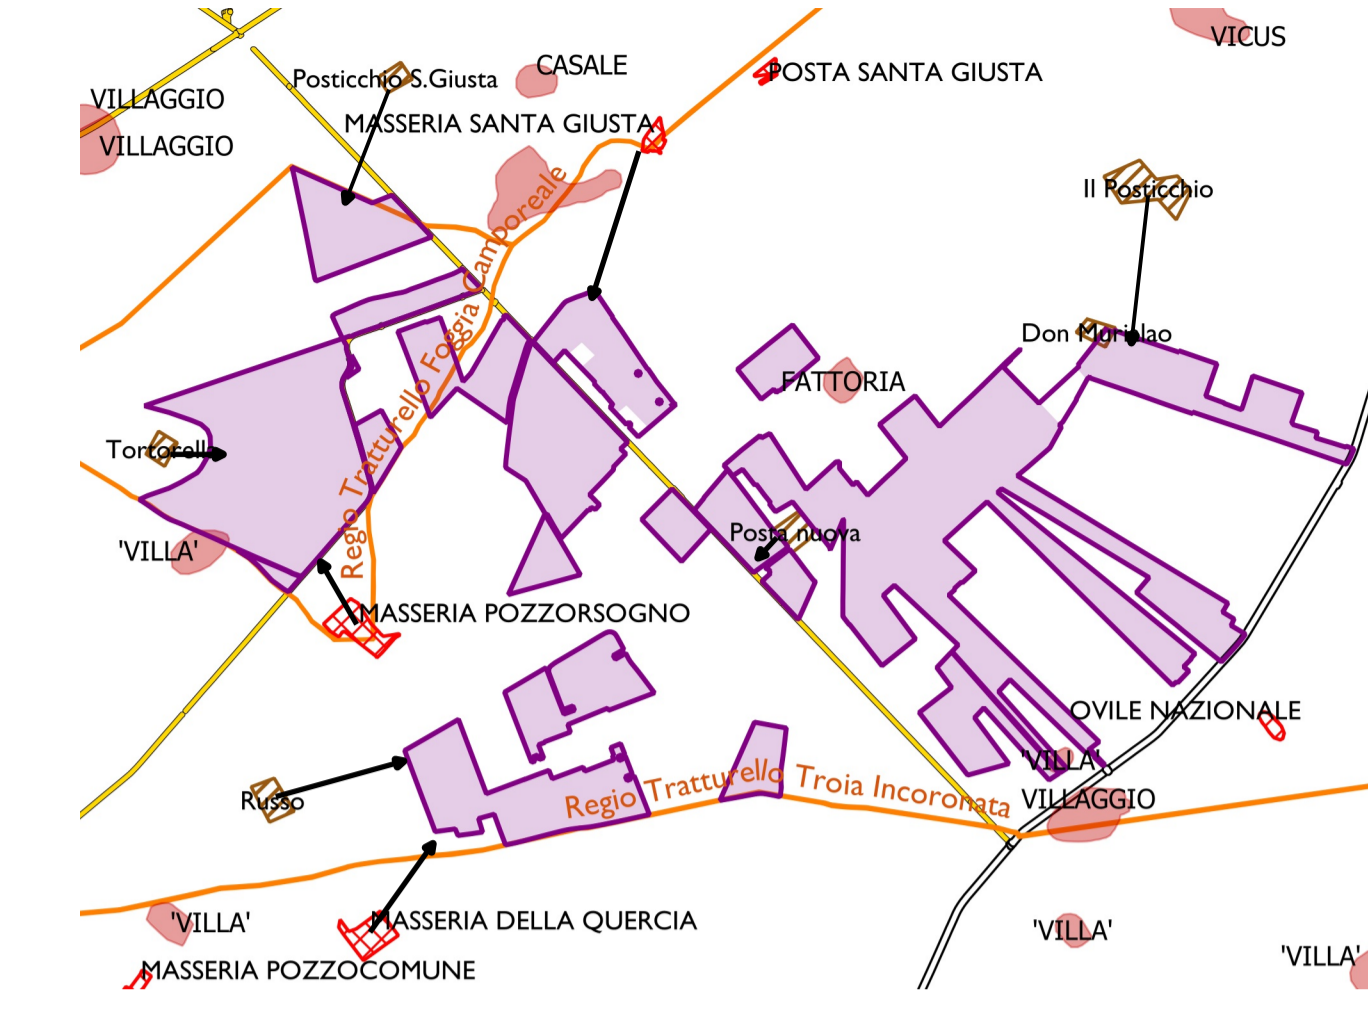 VICUS
CASALE
POSTA SANTA GIUSTA
Posticchio S.Giusta
VILLAGGIO
MASSERIA SANTA GIUSTA
VILLAGGIO
Il Posticchio
Regio Tratturello Foggia Camporeale
Don Murialao
FATTORIA
Tortorella
Posta nuova
'VILLA'
MASSERIA POZZORSOGNO
OVILE NAZIONALE
'VILLA'
Russo
Regio Tratturello Troia Incoronata
VILLAGGIO
'VILLA'
MASSERIA DELLA QUERCIA
'VILLA'
'VILLA'
MASSERIA POZZOCOMUNE